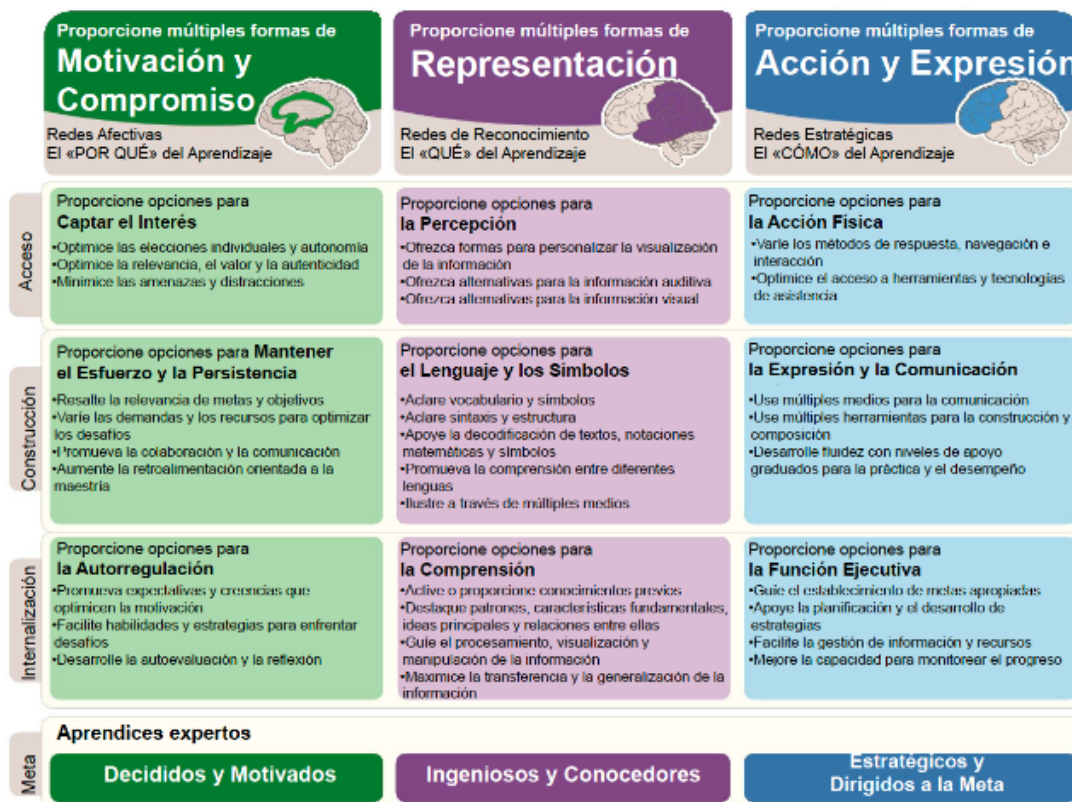 Proporcione múltiples formas de
Motivación y
Compromiso
Redes Afectivas
El «POR QUÉ» del Aprendizaje
Proporcione múltiples formas de
Representación
Redes de Reconocimiento
El «QUÉ» del Aprendizaje
Proporcione múltiples formas de
Acción y Expresión
Redes Estratégicas
El «CÓMO» del Aprendizaje
Acceso
Proporcione opciones para
Captar el Interés
•Optimice las elecciones individuales y autonomía
•Optimice la relevancia, el valor y la autenticidad
•Minimice las amenazas y distracciones
Proporcione opciones para
la Percepción
•Ofrezca formas para personalizar la visualización
de la información
•Ofrezca alternativas para la información auditiva
•Ofrezca alternativas para la información visual
Proporcione opciones para
la Acción Física
•Varíe los métodos de respuesta, navegación e
interacción
•Optimice el acceso a herramientas y tecnologías
de asistencia
Construcción
Proporcione opciones para Mantener
el Esfuerzo y la Persistencia
•Resalte la relevancia de metas y objetivos
•Varíe las demandas y los recursos para optimizar
los desafíos
•Promueva la colaboración y la comunicación
•Aumente la retroalimentación orientada a la
maestría
Proporcione opciones para
el Lenguaje y los Símbolos
•Aclare vocabulario y símbolos
•Aclare sintaxis y estructura
•Apoye la decodificación de textos, notaciones
matemáticas y símbolos
•Promueva la comprensión entre diferentes
lenguas
•Ilustre a través de múltiples medios
Proporcione opciones para
la Expresión y la Comunicación
•Use múltiples medios para la comunicación
•Use múltiples herramientas para la construcción y
composición
•Desarrolle fluidez con niveles de apoyo
graduados para la práctica y el desempeño
Internalización
Proporcione opciones para
la Autorregulación
•Promueva expectativas y creencias que
optimicen la motivación
•Facilite habilidades y estrategias para enfrentar
desafíos
•Desarrolle la autoevaluación y la reflexión
Proporcione opciones para
la Comprensión
•Active o proporcione conocimientos previos
•Destaque patrones, características fundamentales,
ideas principales y relaciones entre ellas
•Guíe el procesamiento, visualización y
manipulación de la información
•Maximice la transferencia y la generalización de la
información
Proporcione opciones para
la Función Ejecutiva
•Guíe el establecimiento de metas apropiadas
•Apoye la planificación y el desarrollo de
estrategias
•Facilite la gestión de información y recursos
•Mejore la capacidad para monitorear el progreso
Meta
Aprendices expertos
Decididos y Motivados
Ingeniosos y Conocedores
Estratégicos y
Dirigidos a la Meta